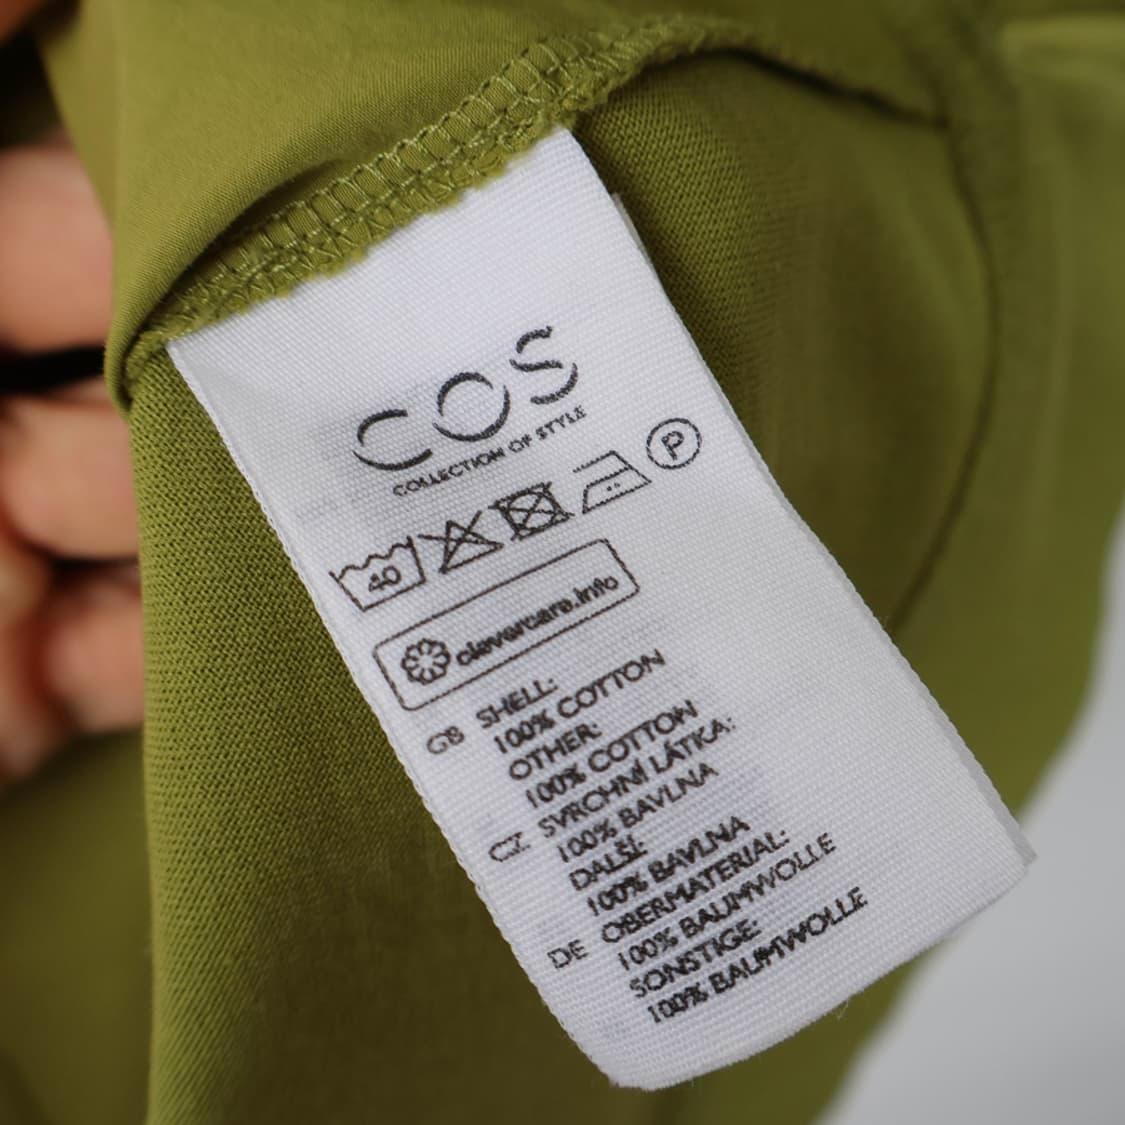 COS
COLLECTION OF STYLE
40
P
clevercare.info
GB SHELL:
100% COTTON
OTHER:
100% COTTON
CZ SVRCHNÍ LÁTKA:
100% BAVLNA
DALŠÍ:
100% BAVLNA
DE OBERMATERIAL:
100% BAUMWOLLE
SONSTIGE:
100% BAUMWOLLE